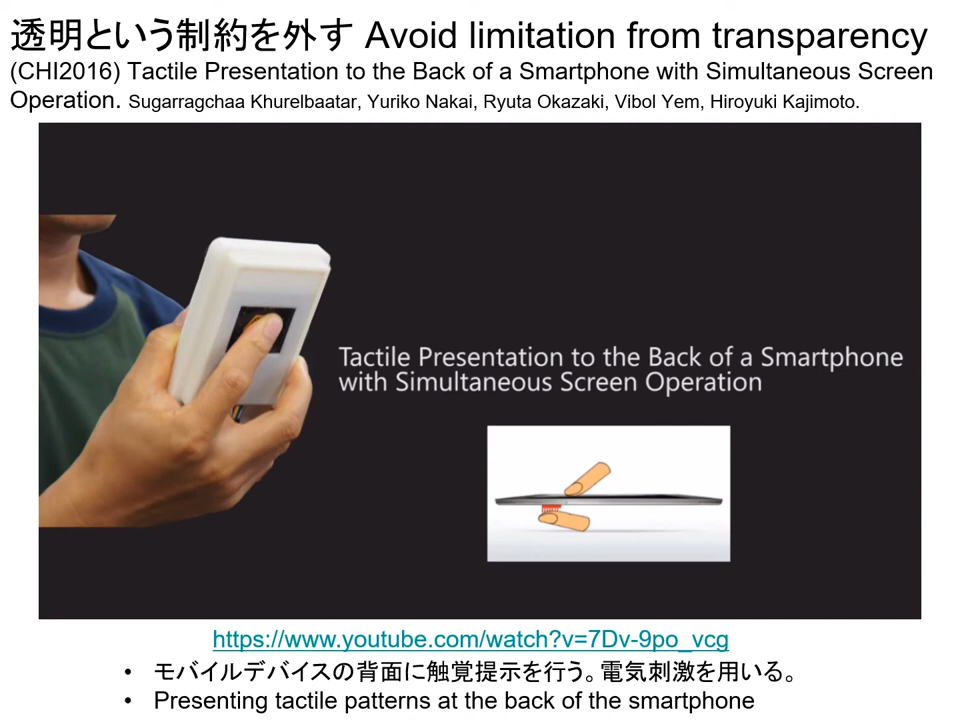 透明という制約を外す Avoid limitation from transparency
(CHI2016) Tactile Presentation to the Back of a Smartphone with Simultaneous Screen
Operation. Sugarragchaa Khurelbaatar, Yuriko Nakai, Ryuta Okazaki, Vibol Yem, Hiroyuki Kajimoto.
Tactile Presentation to the Back of a Smartphone
with Simultaneous Screen Operation
https://www.youtube.com/watch?v=7Dv-9po_vcg
• モバイルデバイスの背面に触覚提示を行う。電気刺激を用いる。
• Presenting tactile patterns at the back of the smartphone